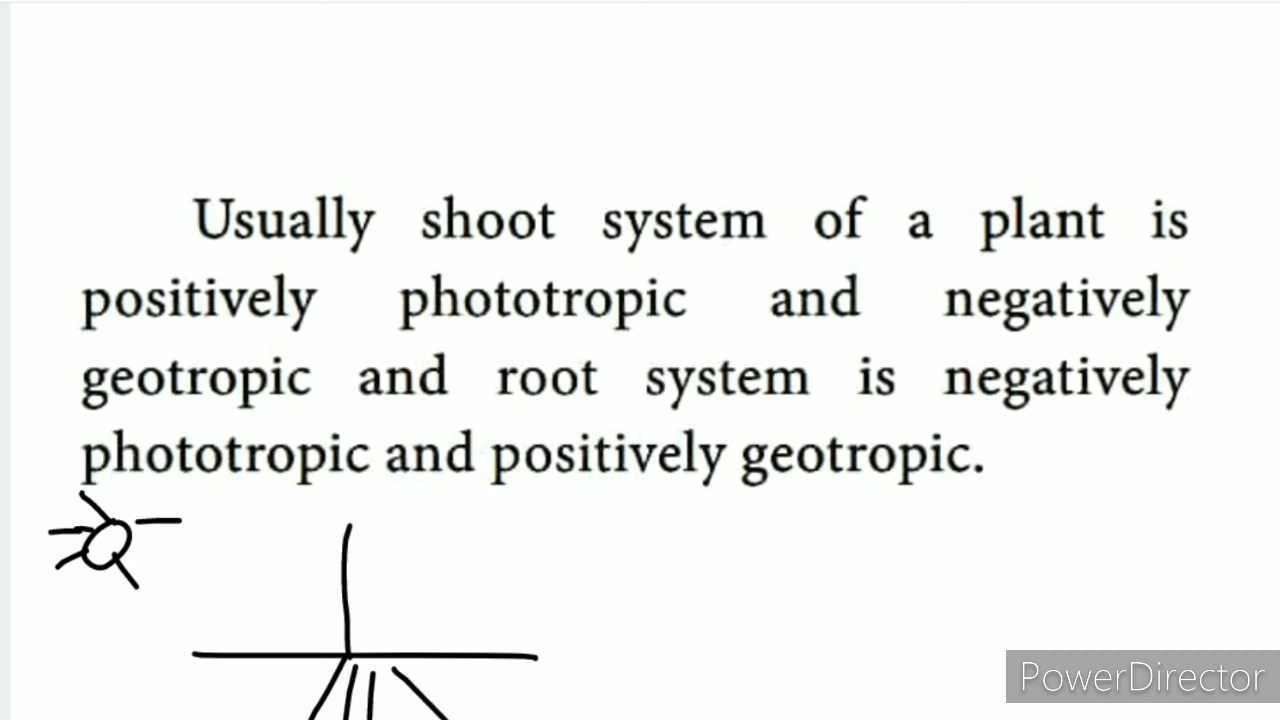 Usually shoot system of a plant is
positively phototropic and negatively
geotropic and root system is negatively
phototropic and positively geotropic.
PowerDirector